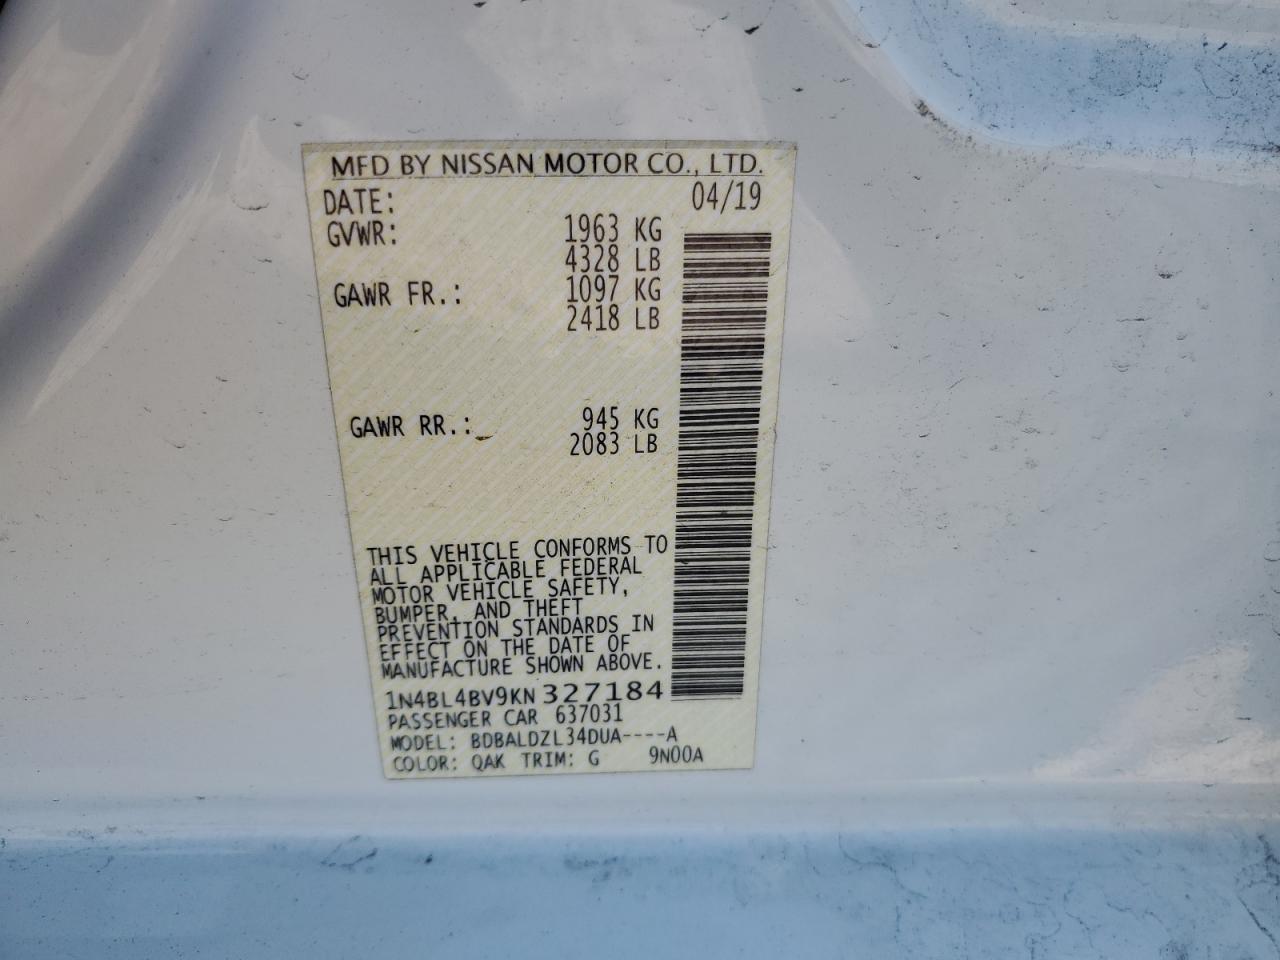 MFD BY NISSAN MOTOR CO., LTD.
DATE: 04/19
GVWR: 1963 KG
4328 LB
GAWR FR.: 1097 KG
2418 LB
GAWR RR.: 945 KG
2083 LB
THIS VEHICLE CONFORMS TO
ALL APPLICABLE FEDERAL
MOTOR VEHICLE SAFETY,
BUMPER, AND THEFT
PREVENTION STANDARDS IN
EFFECT ON THE DATE OF
MANUFACTURE SHOWN ABOVE.
1N4BL4BV9KN327184
PASSENGER CAR 637031
MODEL: BDBALDZL34DUA----A
COLOR: QAK TRIM: G 9N00A